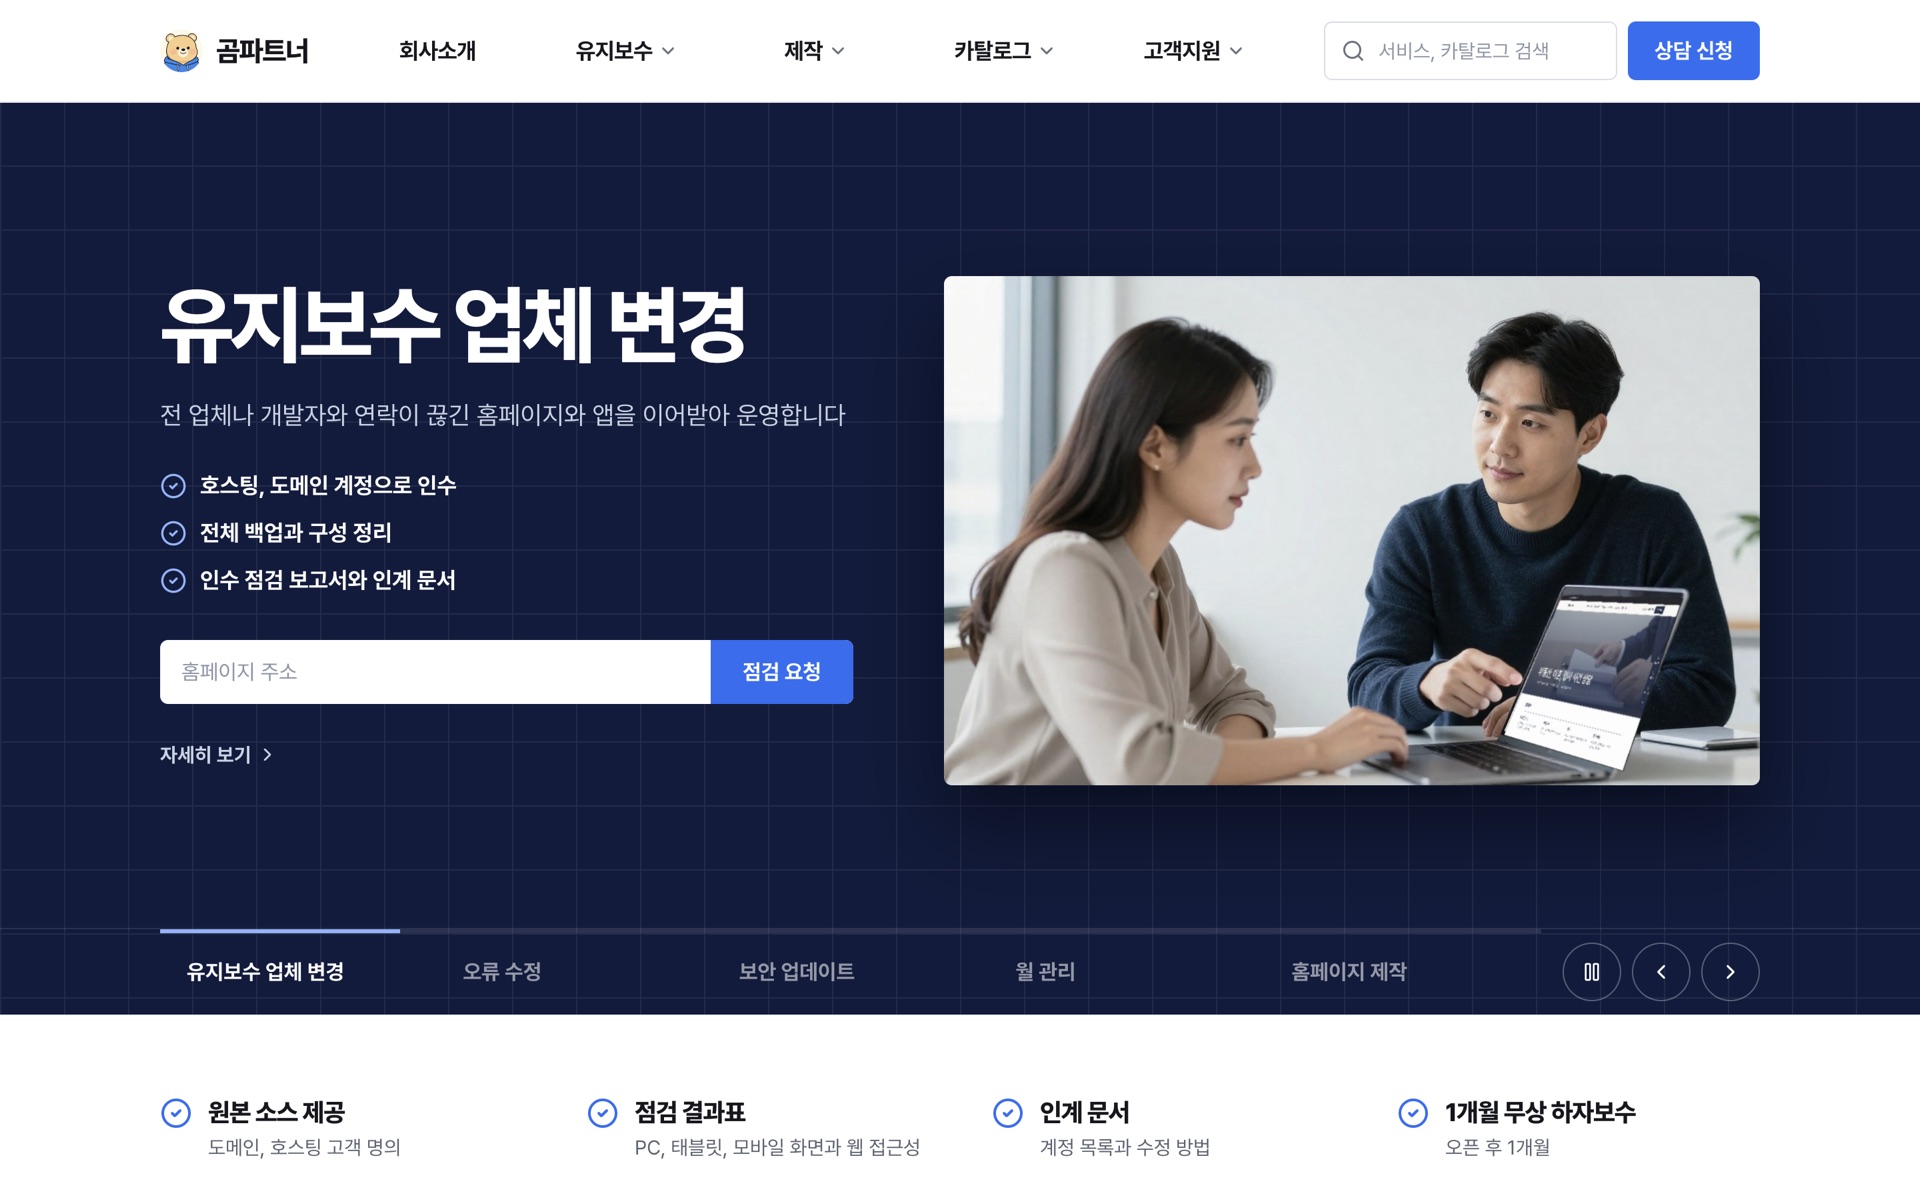 곰파트너
회사소개
유지보수
제작
카탈로그
고객지원
서비스, 카탈로그 검색
상담 신청
유지보수 업체 변경
전 업체나 개발자와 연락이 끊긴 홈페이지와 앱을 이어받아 운영합니다
호스팅, 도메인 계정으로 인수
전체 백업과 구성 정리
인수 점검 보고서와 인계 문서
홈페이지 주소
점검 요청
자세히 보기
유지보수 업체 변경
오류 수정
보안 업데이트
월 관리
홈페이지 제작
원본 소스 제공
도메인, 호스팅 고객 명의
점검 결과표
PC, 태블릿, 모바일 화면과 웹 접근성
인계 문서
계정 목록과 수정 방법
1개월 무상 하자보수
오픈 후 1개월